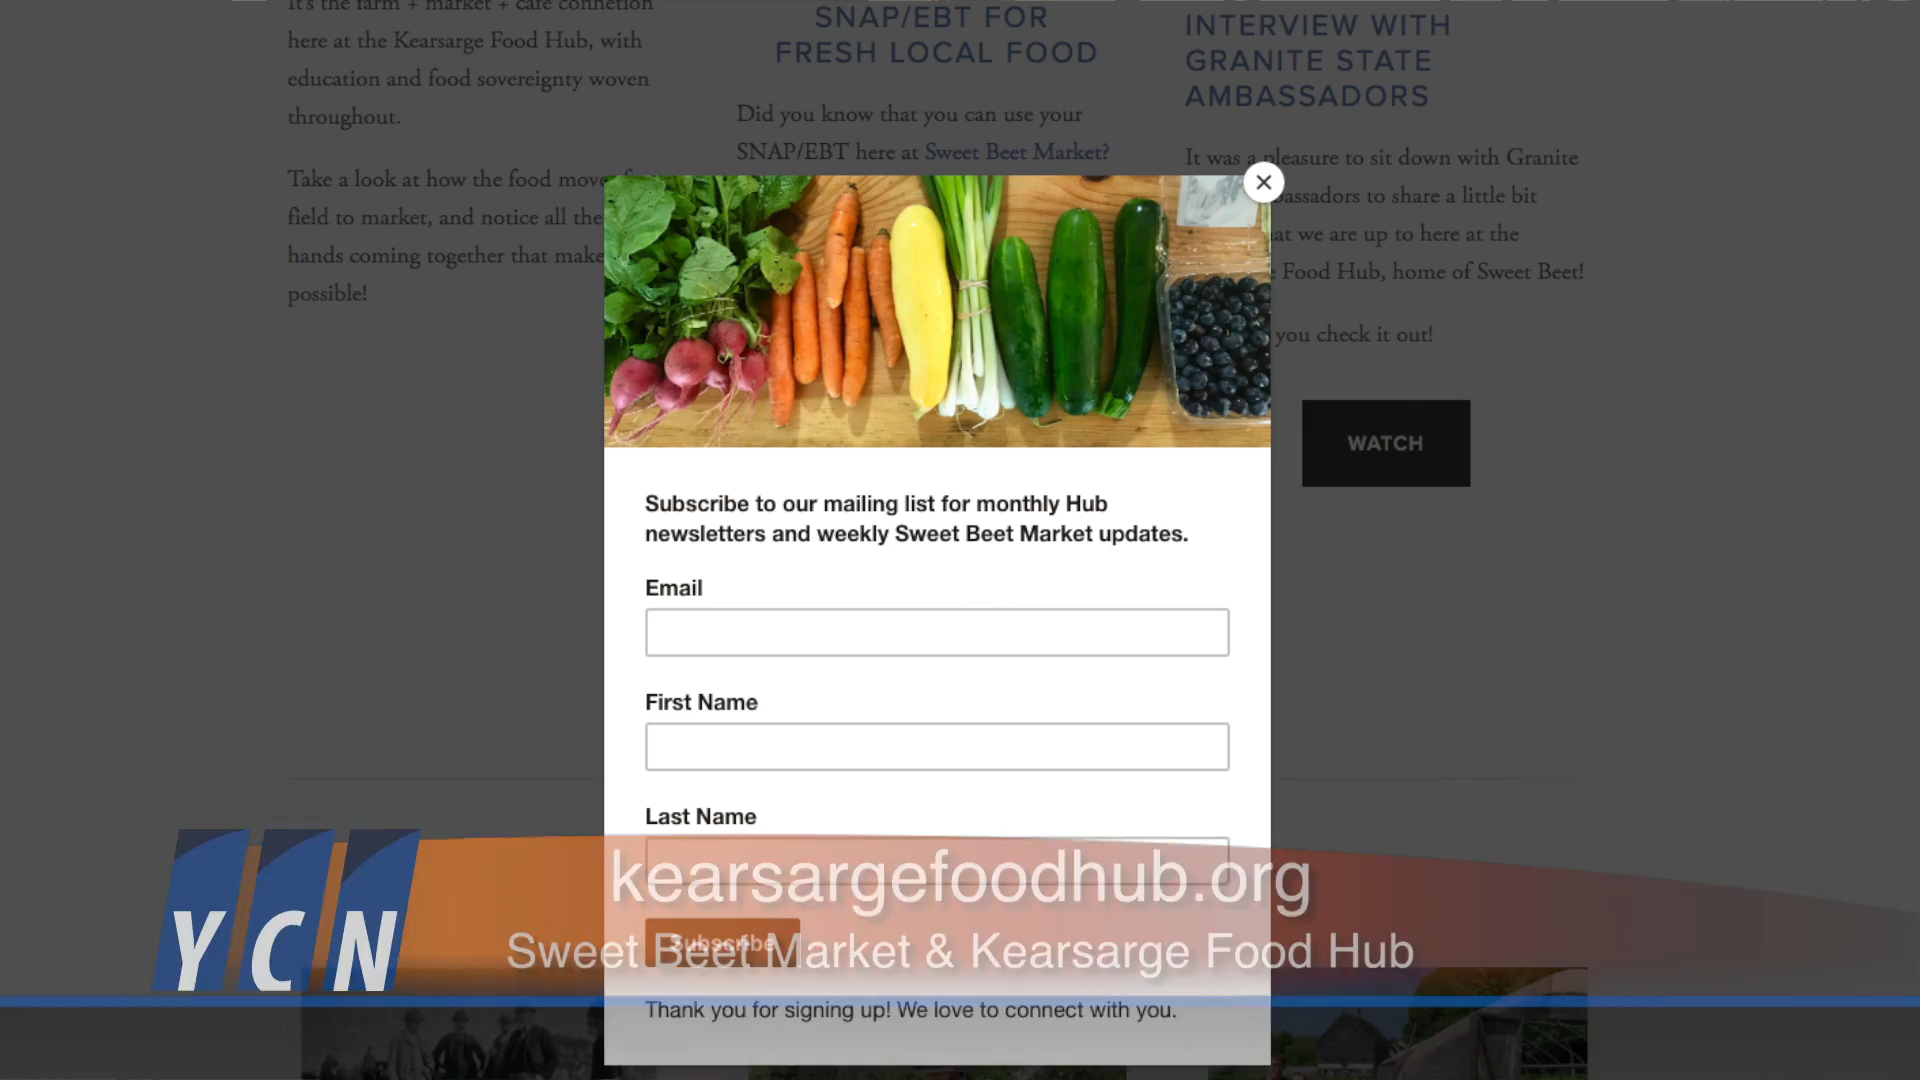 It's the farm + market + cafe connetion
here at the Kearsarge Food Hub, with
education and food sovereignty woven
throughout.
Take a look at how the food move
field to market, and notice all the
hands coming together that make
possible!
SNAP/EBT FOR
FRESH LOCAL FOOD
Did you know that you can use your
SNAP/EBT here at Sweet Beet Market?
INTERVIEW WITH
GRANITE STATE
AMBASSADORS
It was a pleasure to sit down with Granite
bassadors to share a little bit
at we are up to here at the
Food Hub, home of Sweet Beet!
you check it out!
WATCH
Subscribe to our mailing list for monthly Hub
newsletters and weekly Sweet Beet Market updates.
Email
First Name
Last Name
Subscribe
Thank you for signing up! We love to connect with you.
YCN
kearsargefoodhub.org
Sweet Beet Market & Kearsarge Food Hub